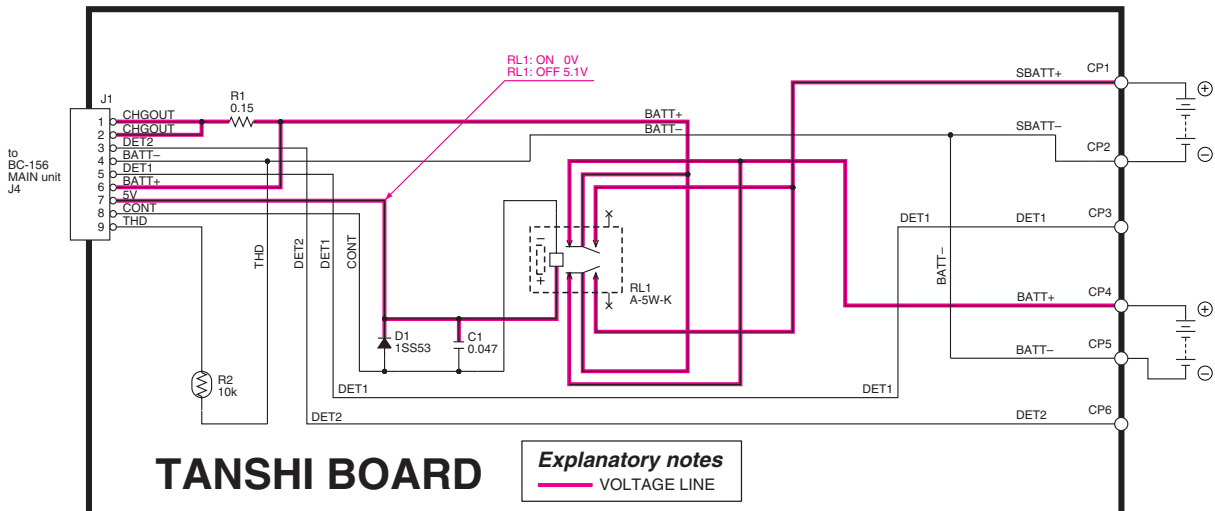 RL1: ON 0V
RL1: OFF 5.1V
J1
to
BC-156
MAIN unit
J4
1 CHGOUT
2 CHGOUT
3 DET2
4 BATT–
5 DET1
6 BATT+
7 5V
8 CONT
9 THD
R1
0.15
BATT+
BATT–
SBATT+
CP1
SBATT–
CP2
+
–
DET1
DET1
CP3
THD
DET2
DET1
CONT
BATT–
–
+
RL1
A-5W-K
BATT+
CP4
BATT–
CP5
+
–
D1
1SS53
C1
0.047
R2
10k
DET1
DET1
DET2
DET2
CP6
TANSHI BOARD
Explanatory notes
VOLTAGE LINE